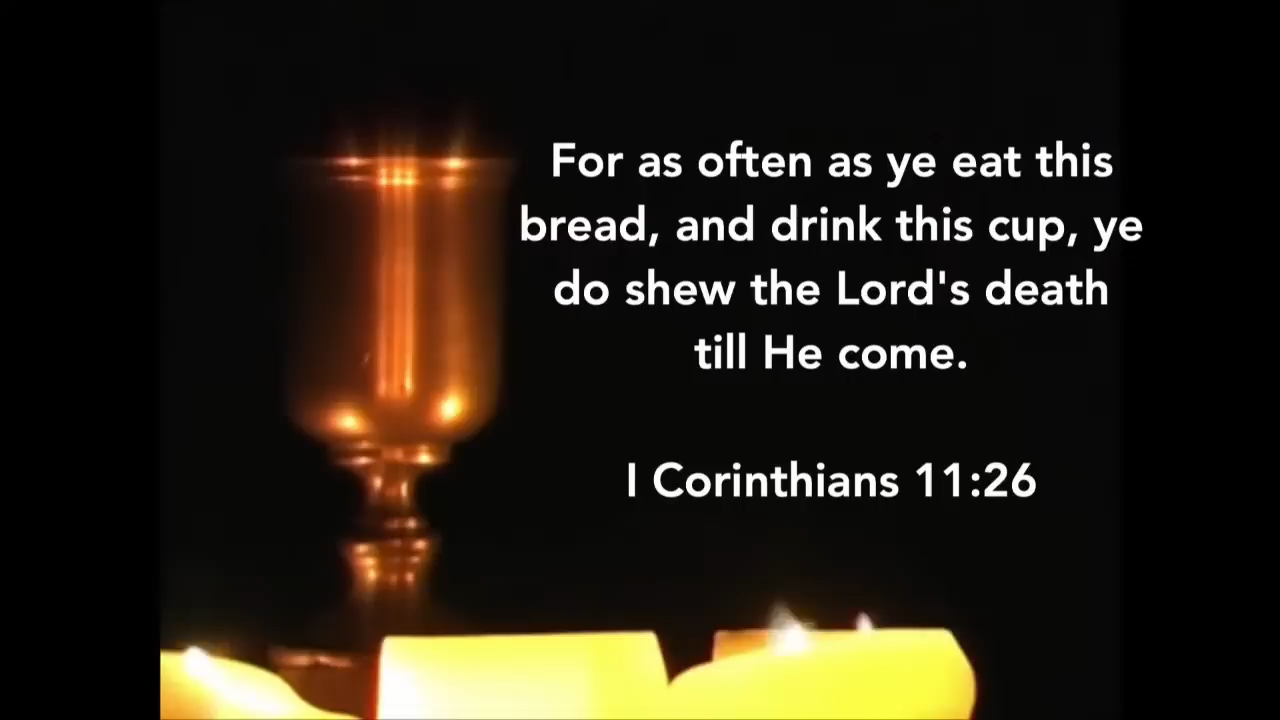 For as often as ye eat this
bread, and drink this cup, ye
do shew the Lord's death
till He come.
I Corinthians 11:26